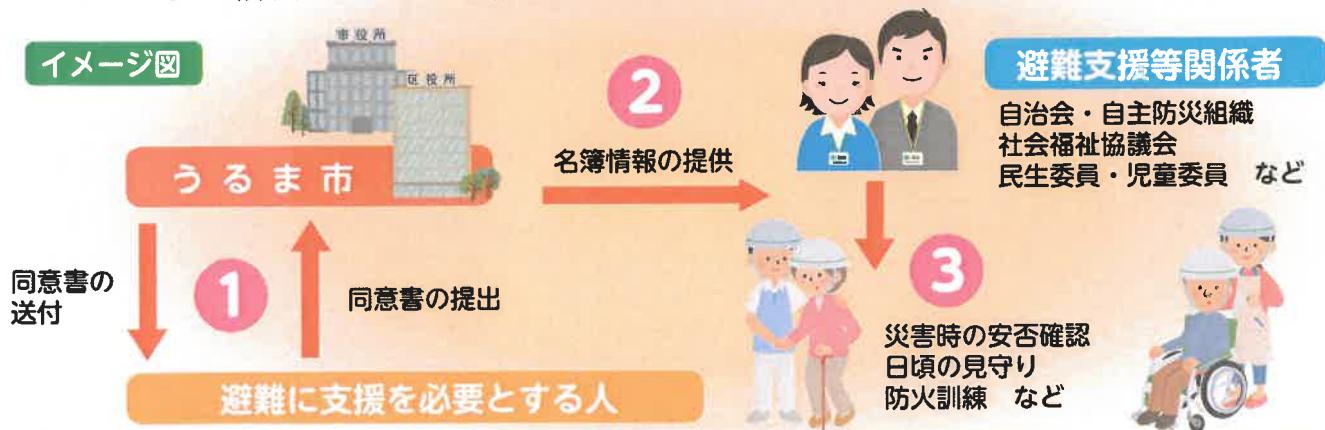 イメージ図
市役所
区役所
うるま市
同意書の
送付
1
同意書の提出
避難に支援を必要とする人
2
名簿情報の提供
避難支援等関係者
自治会・自主防災組織
社会福祉協議会
民生委員・児童委員 など
3
災害時の安否確認
日頃の見守り
防火訓練 など